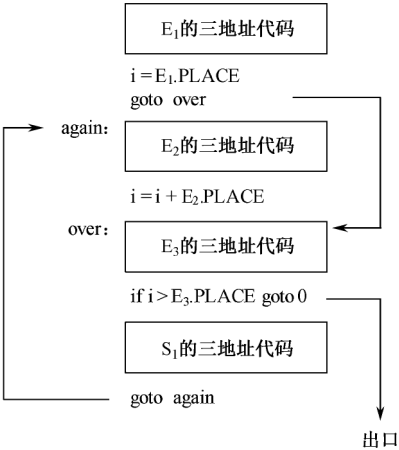 E₁的三地址代码
i = E₁.PLACE
goto over
again:
E₂的三地址代码
i = i + E₂.PLACE
over:
E₃的三地址代码
if i > E₃.PLACE goto 0
S₁的三地址代码
goto again
出口